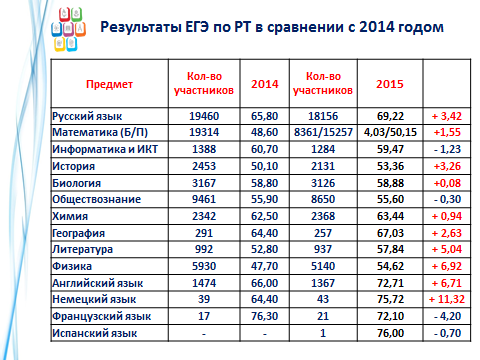 Результаты ЕГЭ по РТ в сравнении с 2014 годом
Предмет Кол-во участников 2014 Кол-во участников 2015
Русский язык 19460 65,80 18156 69,22 + 3,42
Математика (Б/П) 19314 48,60 8361/15257 4,03/50,15 +1,55
Информатика и ИКТ 1388 60,70 1284 59,47 - 1,23
История 2453 50,10 2131 53,36 +3,26
Биология 3167 58,80 3126 58,88 +0,08
Обществознание 9461 55,90 8650 55,60 - 0,30
Химия 2342 62,50 2368 63,44 + 0,94
География 291 64,40 257 67,03 + 2,63
Литература 992 52,80 937 57,84 + 5,04
Физика 5930 47,70 5140 54,62 + 6,92
Английский язык 1474 66,00 1367 72,71 + 6,71
Немецкий язык 39 64,40 43 75,72 + 11,32
Французский язык 17 76,30 21 72,10 - 4,20
Испанский язык - - 1 76,00 - 0,70